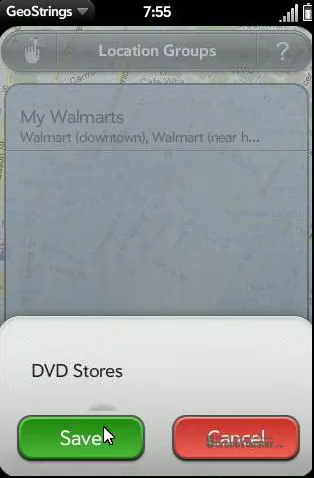 GeoStrings 7:55
Location Groups ?
My Walmarts
Walmart (downtown), Walmart (near h...
DVD Stores
Save Cancel